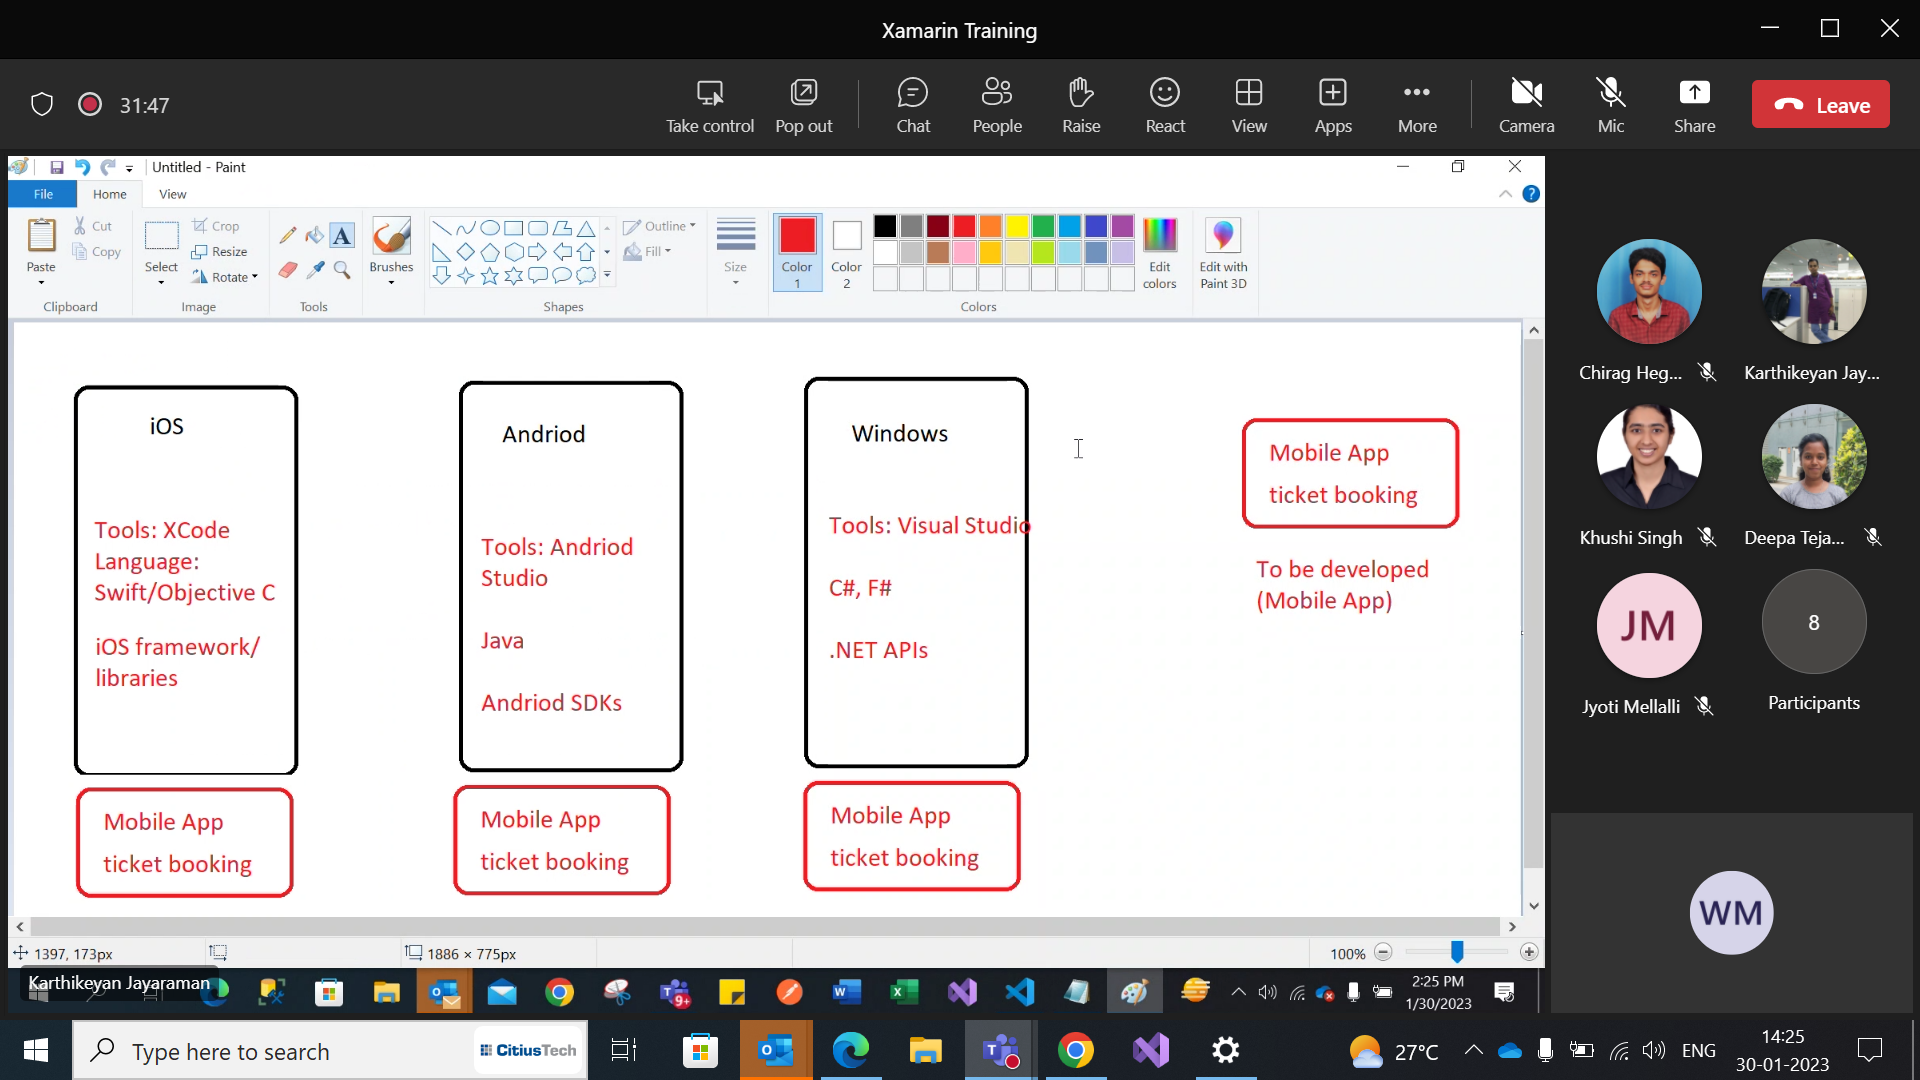 Xamarin Training
31:47
Take control
Pop out
Chat
People
Raise
React
View
Apps
More
Camera
Mic
Share
Leave
Untitled - Paint
File
Home
View
Paste
Cut
Copy
Clipboard
Select
Crop
Resize
Rotate
Image
A
Tools
Brushes
Shapes
Outline
Fill
Size
Color
1
Color
2
Edit
colors
Colors
Edit with
Paint 3D
iOS
Tools: XCode
Language:
Swift/Objective C
iOS framework/
libraries
Mobile App
ticket booking
Andriod
Tools: Andriod
Studio
Java
Andriod SDKs
Mobile App
ticket booking
Windows
Tools: Visual Studio
C#, F#
.NET APIs
Mobile App
ticket booking
Mobile App
ticket booking
To be developed
(Mobile App)
1397, 173px
1886 × 775px
100%
Karthikeyan Jayaraman
9+
2:25 PM
1/30/2023
Chirag Heg...
Karthikeyan Jay...
Khushi Singh
Deepa Teja...
JM
Jyoti Mellalli
8
Participants
WM
Type here to search
CitiusTech
27°C
ENG
14:25
30-01-2023